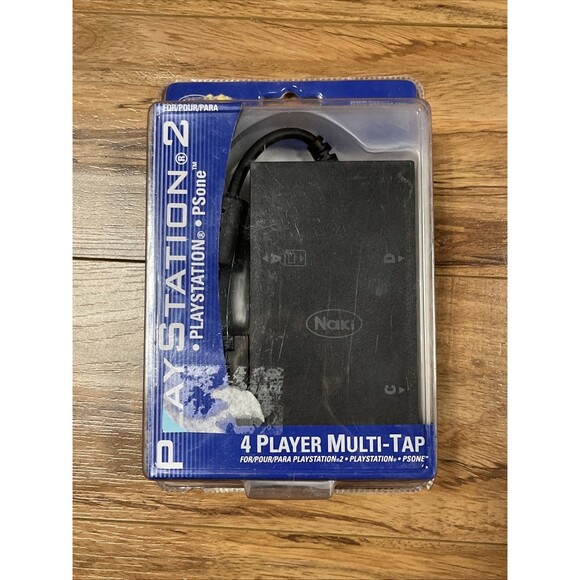 FOR/POUR/PARA
PLAYSTATION®2
• PLAYSTATION® • PSone™
A
D
Naki
C
4 PLAYER MULTI-TAP
FOR/POUR/PARA PLAYSTATION®2 • PLAYSTATION® • PSONE™